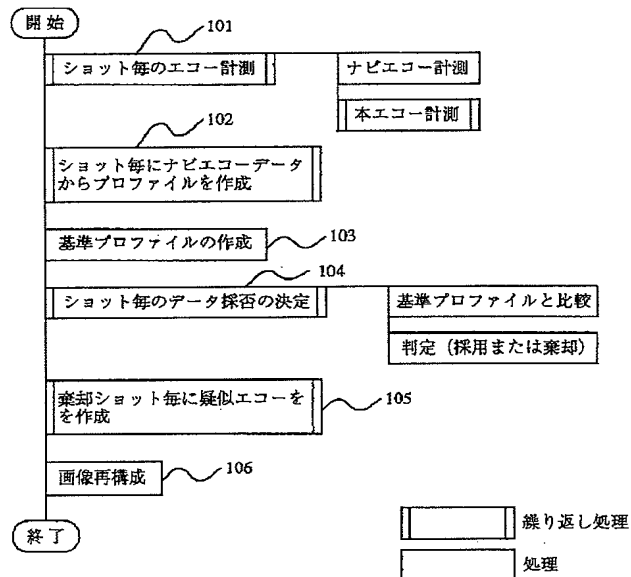 開始
101
ショット毎のエコー計測
ナビエコー計測
本エコー計測
102
ショット毎にナビエコーデータ
からプロファイルを作成
基準プロファイルの作成
103
104
ショット毎のデータ採否の決定
基準プロファイルと比較
判定（採用または棄却）
棄却ショット毎に疑似エコーを
を作成
105
画像再構成
106
終了
繰り返し処理
処理